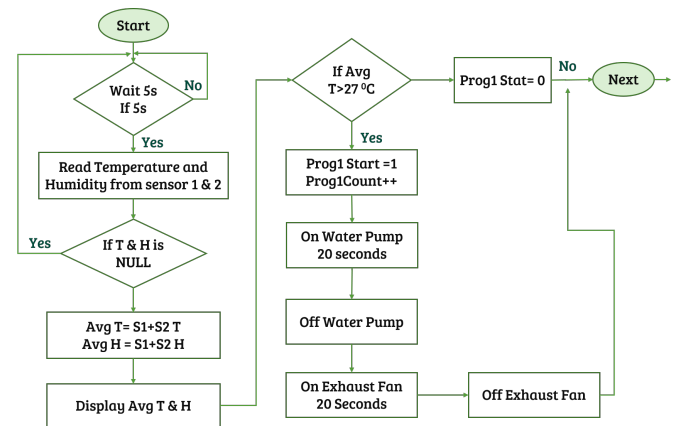 Start
Wait 5s
If 5s
No
Yes
Read Temperature and
Humidity from sensor 1 & 2
If T & H is
NULL
Yes
Avg T= S1+S2 T
Avg H = S1+S2 H
Display Avg T & H
If Avg
T>27 ⁰C
Yes
Prog1 Start =1
Prog1Count++
On Water Pump
20 seconds
Off Water Pump
On Exhaust Fan
20 Seconds
Off Exhaust Fan
Prog1 Stat= 0
No
Next